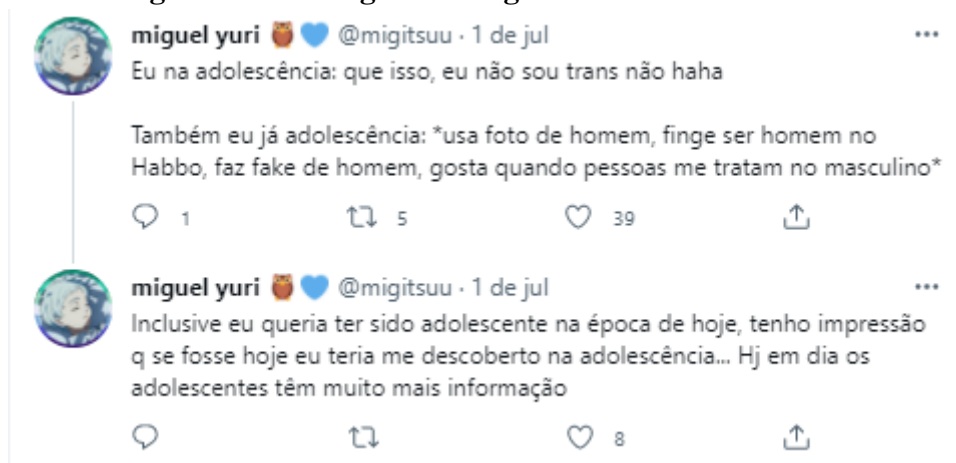 miguel yuri 🦉💙 @migitsuu · 1 de jul
Eu na adolescência: que isso, eu não sou trans não haha
Também eu já adolescência: *usa foto de homem, finge ser homem no
Habbo, faz fake de homem, gosta quando pessoas me tratam no masculino*
1 5 39
miguel yuri 🦉💙 @migitsuu · 1 de jul
Inclusive eu queria ter sido adolescente na época de hoje, tenho impressão
q se fosse hoje eu teria me descoberto na adolescência... Hj em dia os
adolescentes têm muito mais informação
8